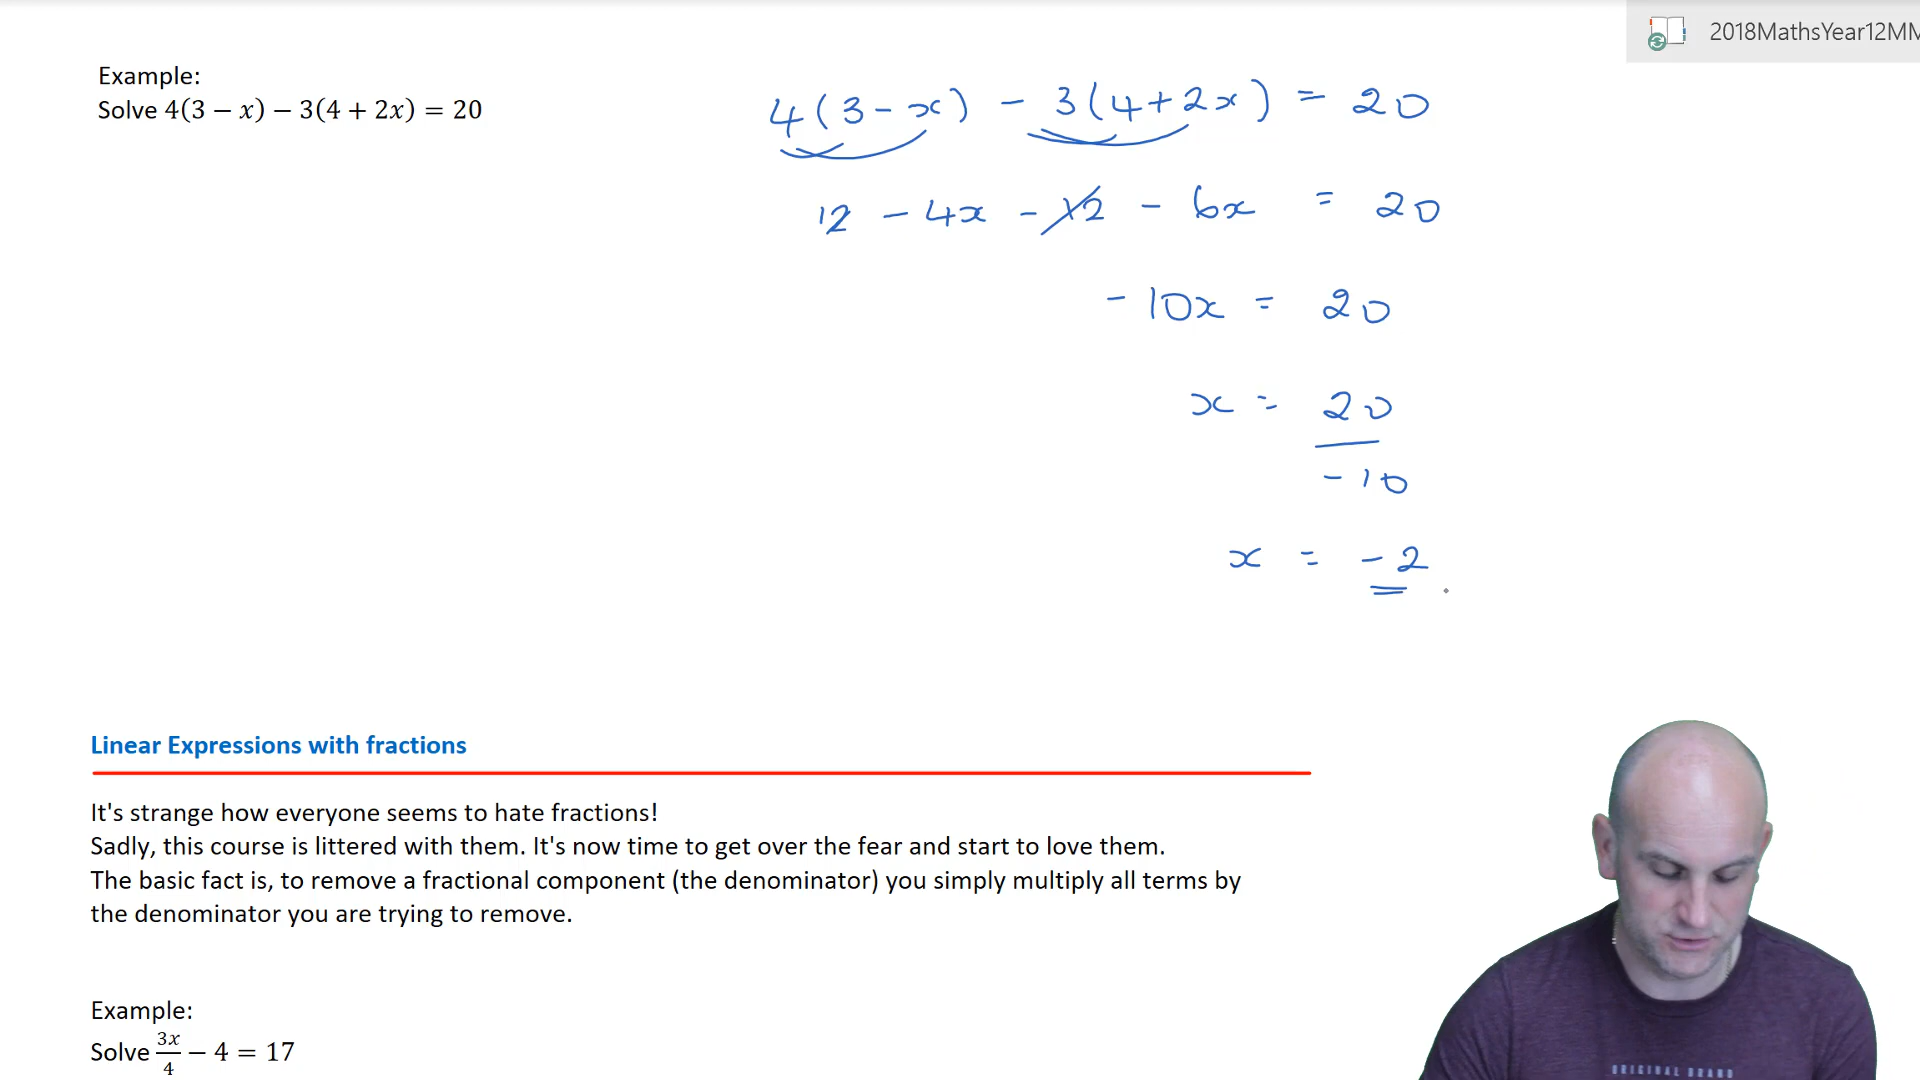 2018MathsYear12MM
Example:
Solve 4(3 − x) − 3(4 + 2x) = 20
4(3 - x) - 3(4+2x) = 20
12 - 4x - 12 - 6x = 20
- 10x = 20
x = 20
- 10
x = - 2
Linear Expressions with fractions
It's strange how everyone seems to hate fractions!
Sadly, this course is littered with them. It's now time to get over the fear and start to love them.
The basic fact is, to remove a fractional component (the denominator) you simply multiply all terms by
the denominator you are trying to remove.
Example:
Solve 3x/4 − 4 = 17
ORIGINAL BRAND